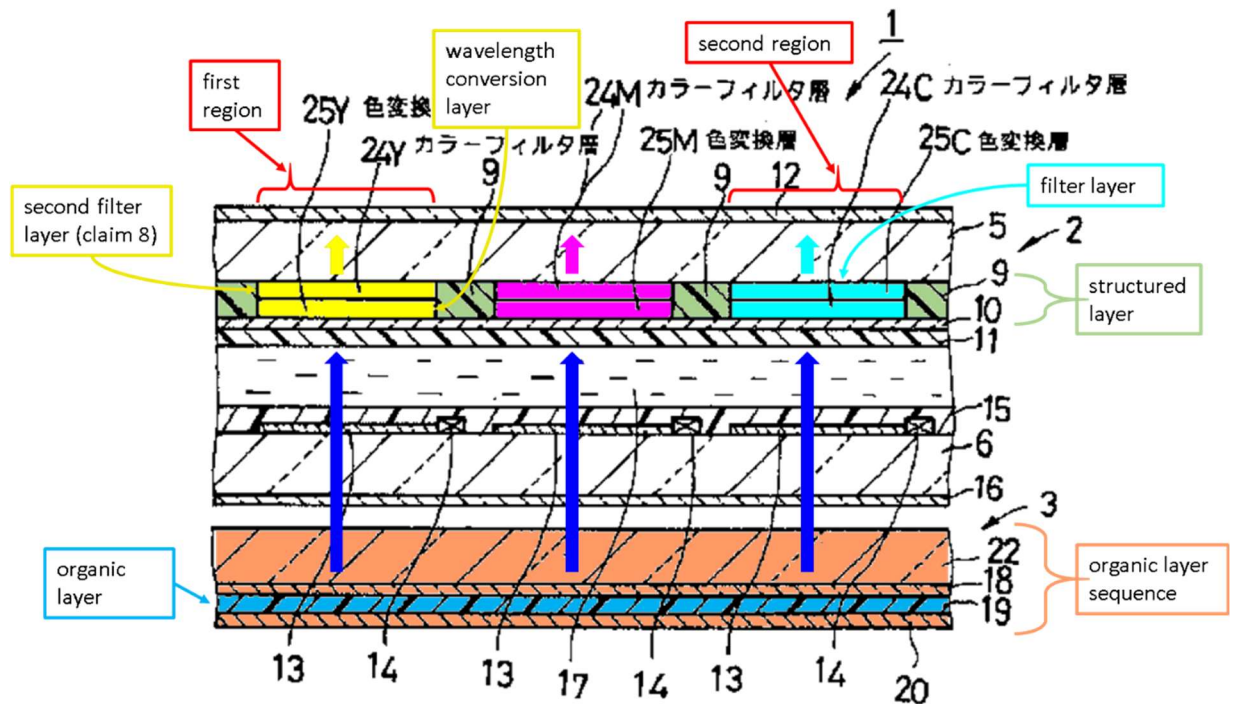 second region
1
wavelength
conversion
layer
first
region
24M カラーフィルタ層
24C カラーフィルタ層
25Y 色変換
25M 色変換層
25C 色変換層
24Y カラーフィルタ層
9
9
12
second filter
layer (claim 8)
filter layer
5
2
9
structured
layer
10
11
15
6
16
3
22
organic layer
sequence
organic
layer
18
19
13
14
13
17
14
13
14
20